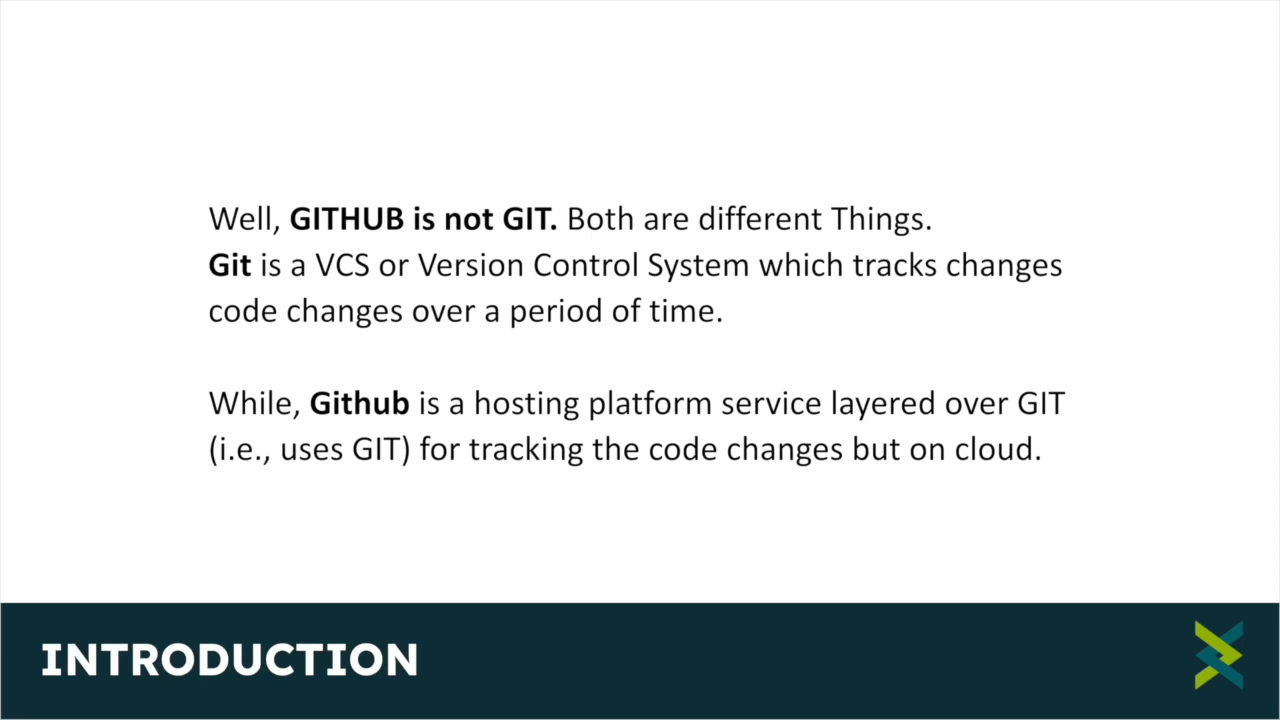 Well, GITHUB is not GIT. Both are different Things.
Git is a VCS or Version Control System which tracks changes
code changes over a period of time.
While, Github is a hosting platform service layered over GIT
(i.e., uses GIT) for tracking the code changes but on cloud.
INTRODUCTION